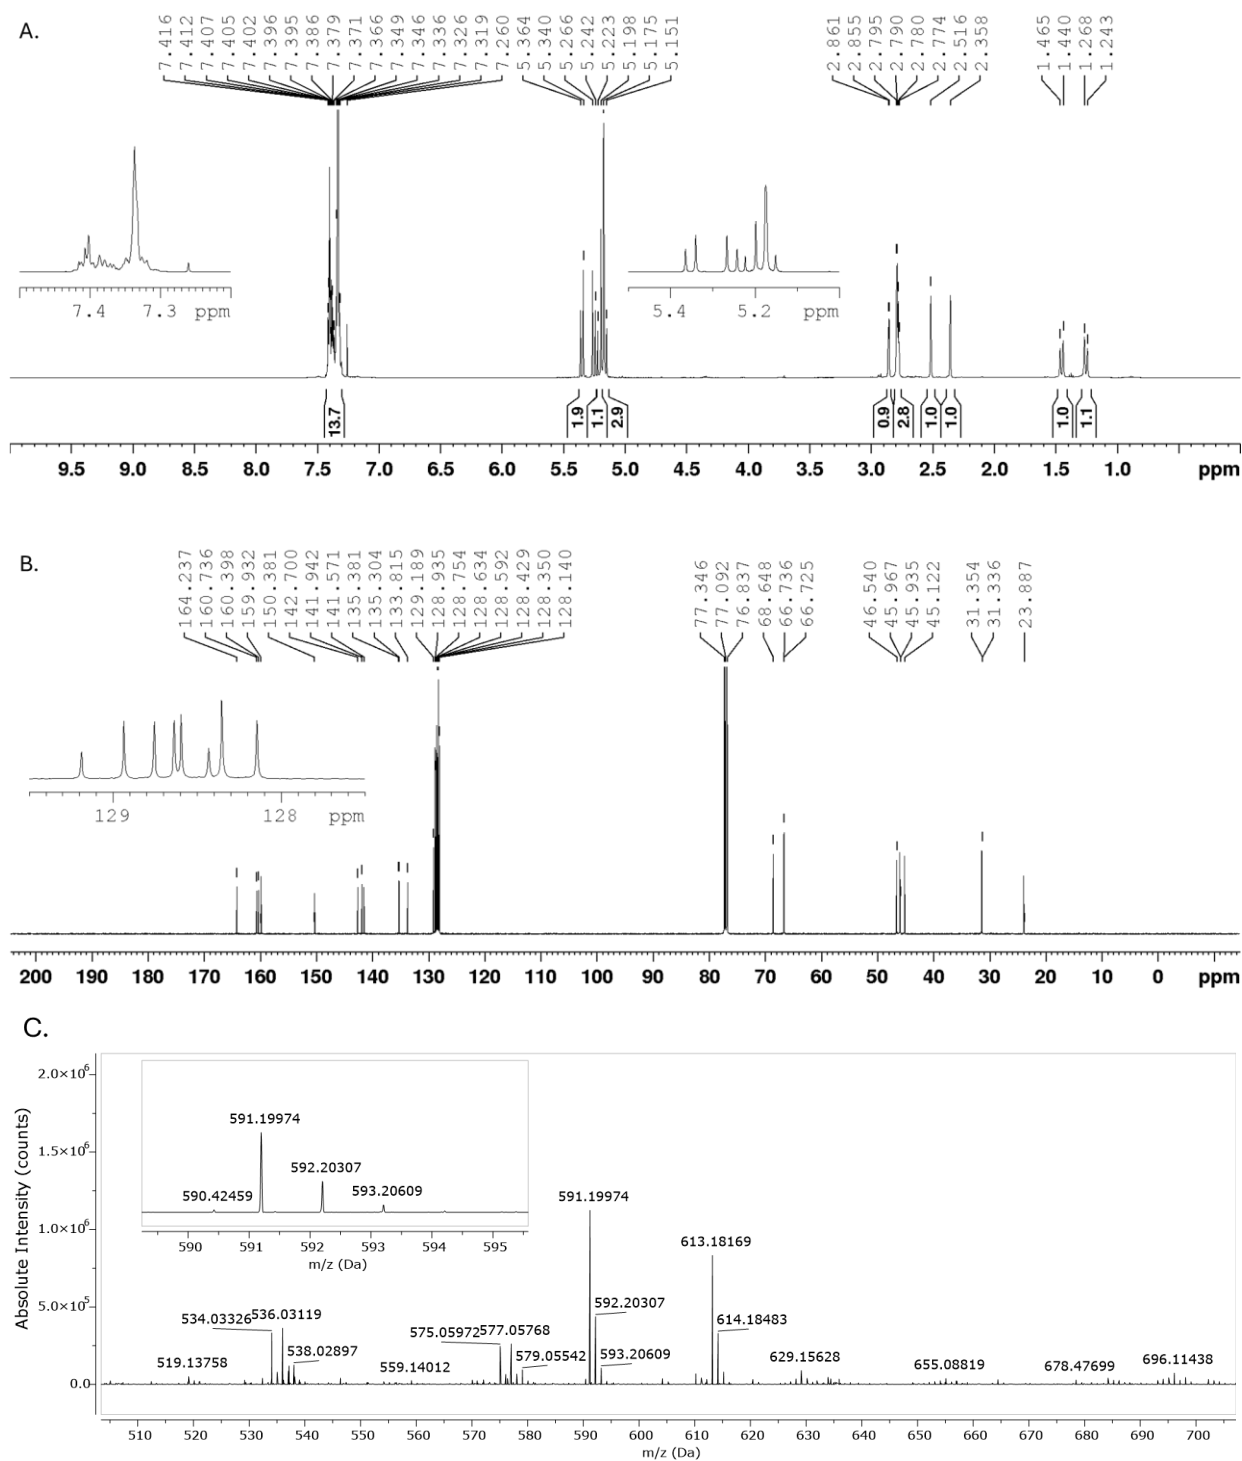 A.
7.416 7.412 7.407 7.405 7.402 7.396 7.395 7.386 7.379 7.371 7.366 7.349 7.346 7.336 7.326 7.319 7.260 5.364 5.340 5.266 5.242 5.223 5.198 5.175 5.151 2.861 2.855 2.795 2.790 2.780 2.774 2.516 2.358 1.465 1.440 1.268 1.243
7.4 7.3 ppm
5.4 5.2 ppm
13.7 1.9 1.1 2.9 0.9 2.8 1.0 1.0 1.0 1.1
9.5 9.0 8.5 8.0 7.5 7.0 6.5 6.0 5.5 5.0 4.5 4.0 3.5 3.0 2.5 2.0 1.5 1.0 ppm
B.
164.237 160.736 160.398 159.932 150.381 142.700 141.942 141.571 135.381 135.304 133.815 129.189 128.935 128.754 128.634 128.592 128.429 128.350 128.140 77.346 77.092 76.837 68.648 66.736 66.725 46.540 45.967 45.935 45.122 31.354 31.336 23.887
129 128 ppm
200 190 180 170 160 150 140 130 120 110 100 90 80 70 60 50 40 30 20 10 0 ppm
C.
Absolute Intensity (counts)
2.0×10⁶
1.5×10⁶
1.0×10⁶
5.0×10⁵
0.0
591.19974
592.20307
590.42459
593.20609
590 591 592 593 594 595
m/z (Da)
591.19974
613.18169
592.20307
534.03326 536.03119
614.18483
575.05972 577.05768
538.02897
593.20609
519.13758
559.14012
579.05542
629.15628
655.08819
678.47699
696.11438
510 520 530 540 550 560 570 580 590 600 610 620 630 640 650 660 670 680 690 700
m/z (Da)